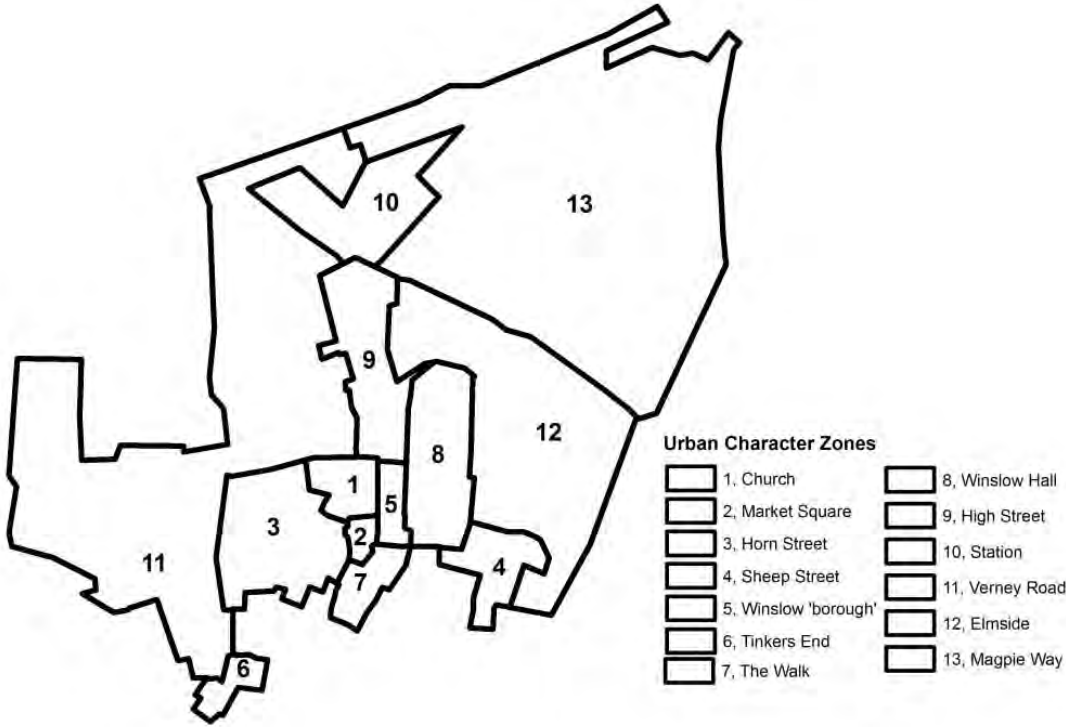 10
13
9
12
8
1
5
3
2
11
7
4
6
Urban Character Zones
1, Church
2, Market Square
3, Horn Street
4, Sheep Street
5, Winslow 'borough'
6, Tinkers End
7, The Walk
8, Winslow Hall
9, High Street
10, Station
11, Verney Road
12, Elmside
13, Magpie Way